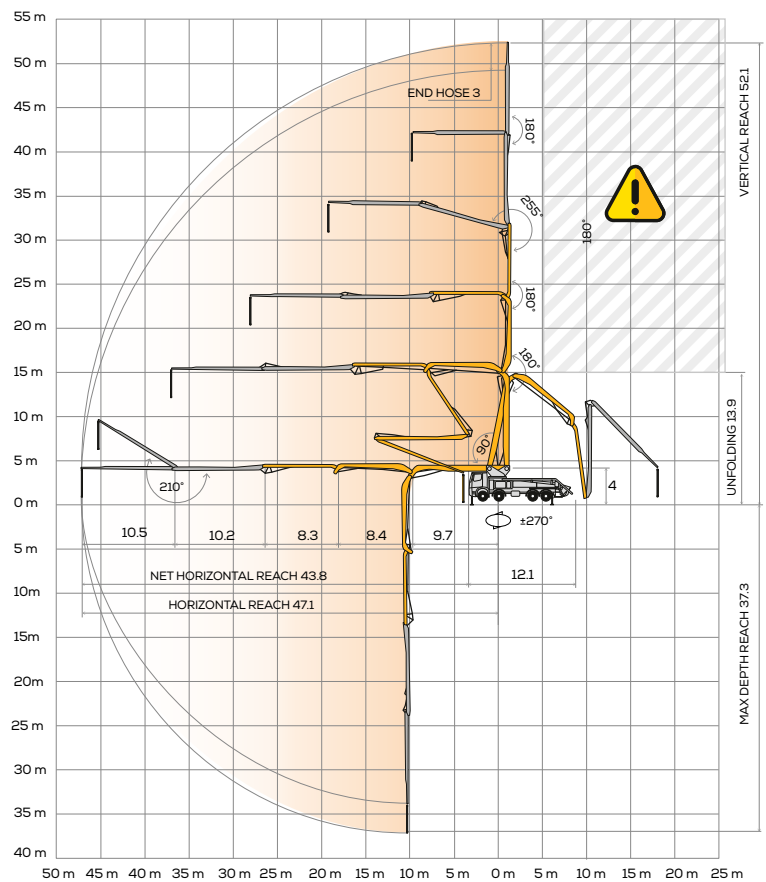 55 m
50 m
END HOSE 3
45 m
180°
40 m
VERTICAL REACH 52.1
35 m
255°
180°
30 m
25 m
180°
20 m
180°
15 m
10 m
90°
UNFOLDING 13.9
5 m
210°
4
0 m
±270°
10.5 10.2 8.3 8.4 9.7
5 m
NET HORIZONTAL REACH 43.8
12.1
10m
HORIZONTAL REACH 47.1
15m
MAX DEPTH REACH 37.3
20m
25 m
30 m
35 m
40 m
50 m 45 m 40 m 35 m 30 m 25 m 20 m 15 m 10 m 5 m 0 m 5 m 10 m 15 m 20 m 25 m